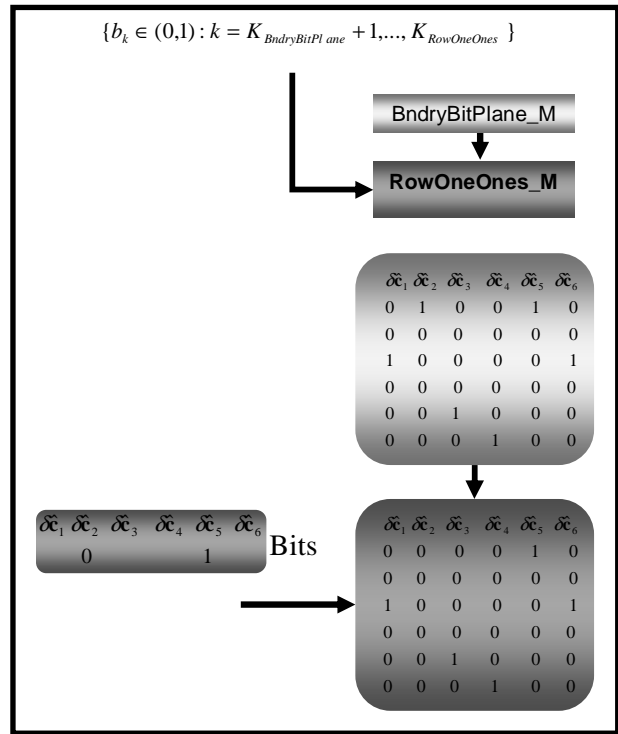 {b_k ∈ (0,1) : k = K_{BndryBitPl ane} + 1,..., K_{RowOneOnes} }
BndryBitPlane_M
RowOneOnes_M
δc̃₁ δc̃₂ δc̃₃ δc̃₄ δc̃₅ δc̃₆
0 1 0 0 1 0
0 0 0 0 0 0
1 0 0 0 0 1
0 0 0 0 0 0
0 0 1 0 0 0
0 0 0 1 0 0
δc̃₁ δc̃₂ δc̃₃ δc̃₄ δc̃₅ δc̃₆
0 1
Bits
δc̃₁ δc̃₂ δc̃₃ δc̃₄ δc̃₅ δc̃₆
0 0 0 0 1 0
0 0 0 0 0 0
1 0 0 0 0 1
0 0 0 0 0 0
0 0 1 0 0 0
0 0 0 1 0 0